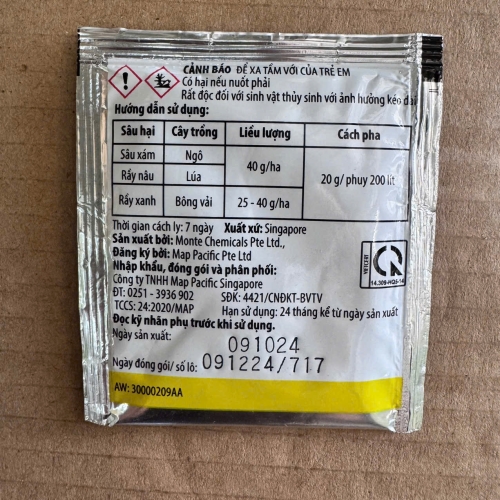 CẢNH BÁO ĐỂ XA TẦM VỚI CỦA TRẺ EM
Có hại nếu nuốt phải
Rất độc đối với sinh vật thủy sinh với ảnh hưởng kéo dài
Hướng dẫn sử dụng:
Sâu hại Cây trồng Liều lượng Cách pha
Sâu xám Ngô 40 g/ha 20 g/ phuy 200 lít
Rầy nâu Lúa
Rầy xanh Bông vải 25 - 40 g/ha
Thời gian cách ly: 7 ngày Xuất xứ: Singapore
Sản xuất bởi: Monte Chemicals Pte Ltd.,
Đăng ký bởi: Map Pacific Pte Ltd
Nhập khẩu, đóng gói và phân phối:
Công ty TNHH Map Pacific Singapore
ĐT: 0251 - 3936 902 SĐK: 4421/CNĐKT-BVTV
TCCS: 24:2020/MAP Hạn sử dụng: 24 tháng kể từ ngày sản xuất
Đọc kỹ nhãn phụ trước khi sử dụng.
Ngày sản xuất: 091024
Ngày đóng gói/ số lô: 091224/717
AW: 30000209AA
VIETCERT